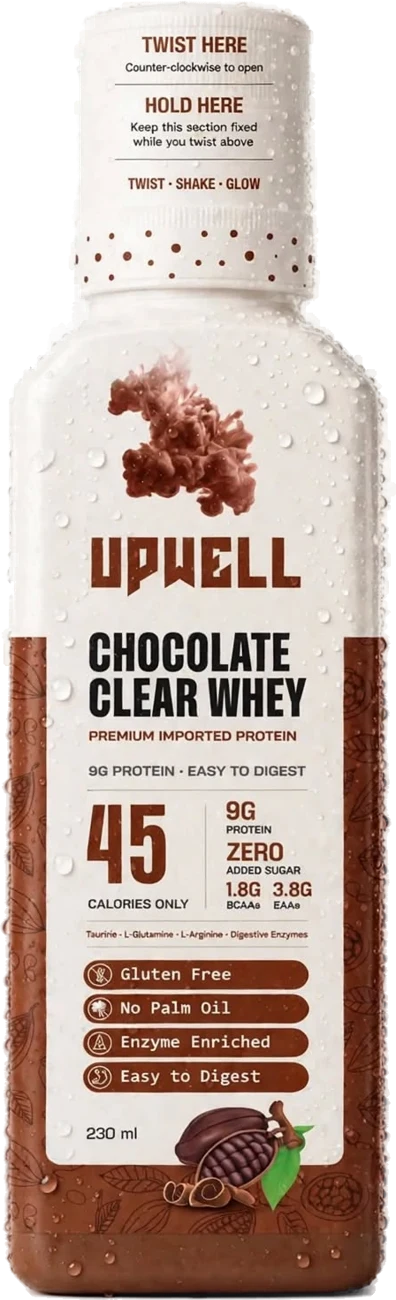 TWIST HERE
Counter-clockwise to open
HOLD HERE
Keep this section fixed
while you twist above
TWIST · SHAKE · GLOW
UPWELL
CHOCOLATE
CLEAR WHEY
PREMIUM IMPORTED PROTEIN
9G PROTEIN · EASY TO DIGEST
45
CALORIES ONLY
9G
PROTEIN
ZERO
ADDED SUGAR
1.8G 3.8G
BCAAs EAAs
Taurine - L-Glutamine - L-Arginine - Digestive Enzymes
Gluten Free
No Palm Oil
Enzyme Enriched
Easy to Digest
230 ml